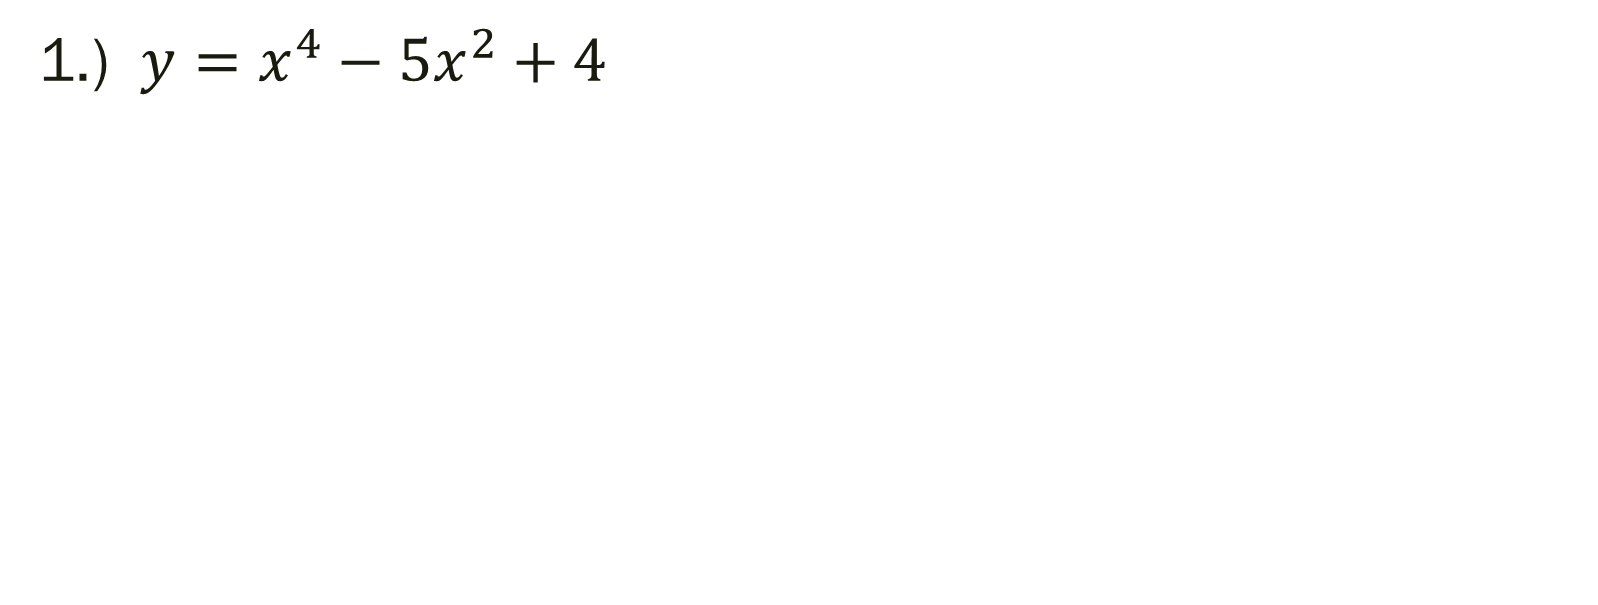 1.) y = x⁴ − 5x² + 4